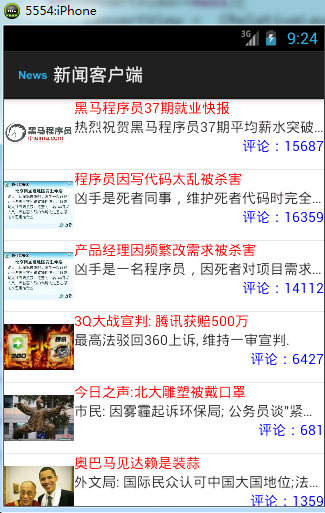 5554:iPhone
3G
9:24
News 新闻客户端
黑马程序员37期就业快报
黑马程序员
itheima.com
热烈祝贺黑马程序员37期平均薪水突破...
评论：15687
程序员因写代码太乱被杀害
凶手是死者同事，维护死者代码时完全...
评论：16359
产品经理因频繁改需求被杀害
凶手是一名程序员，因死者对项目需求...
评论：14112
3Q大战宣判: 腾讯获赔500万
最高法驳回360上诉, 维持一审宣判.
评论：6427
360
今日之声:北大雕塑被戴口罩
市民: 因雾霾起诉环保局; 公务员谈"紧...
评论：681
奥巴马见达赖是装蒜
外文局: 国际民众认可中国大国地位;法...
评论：1359